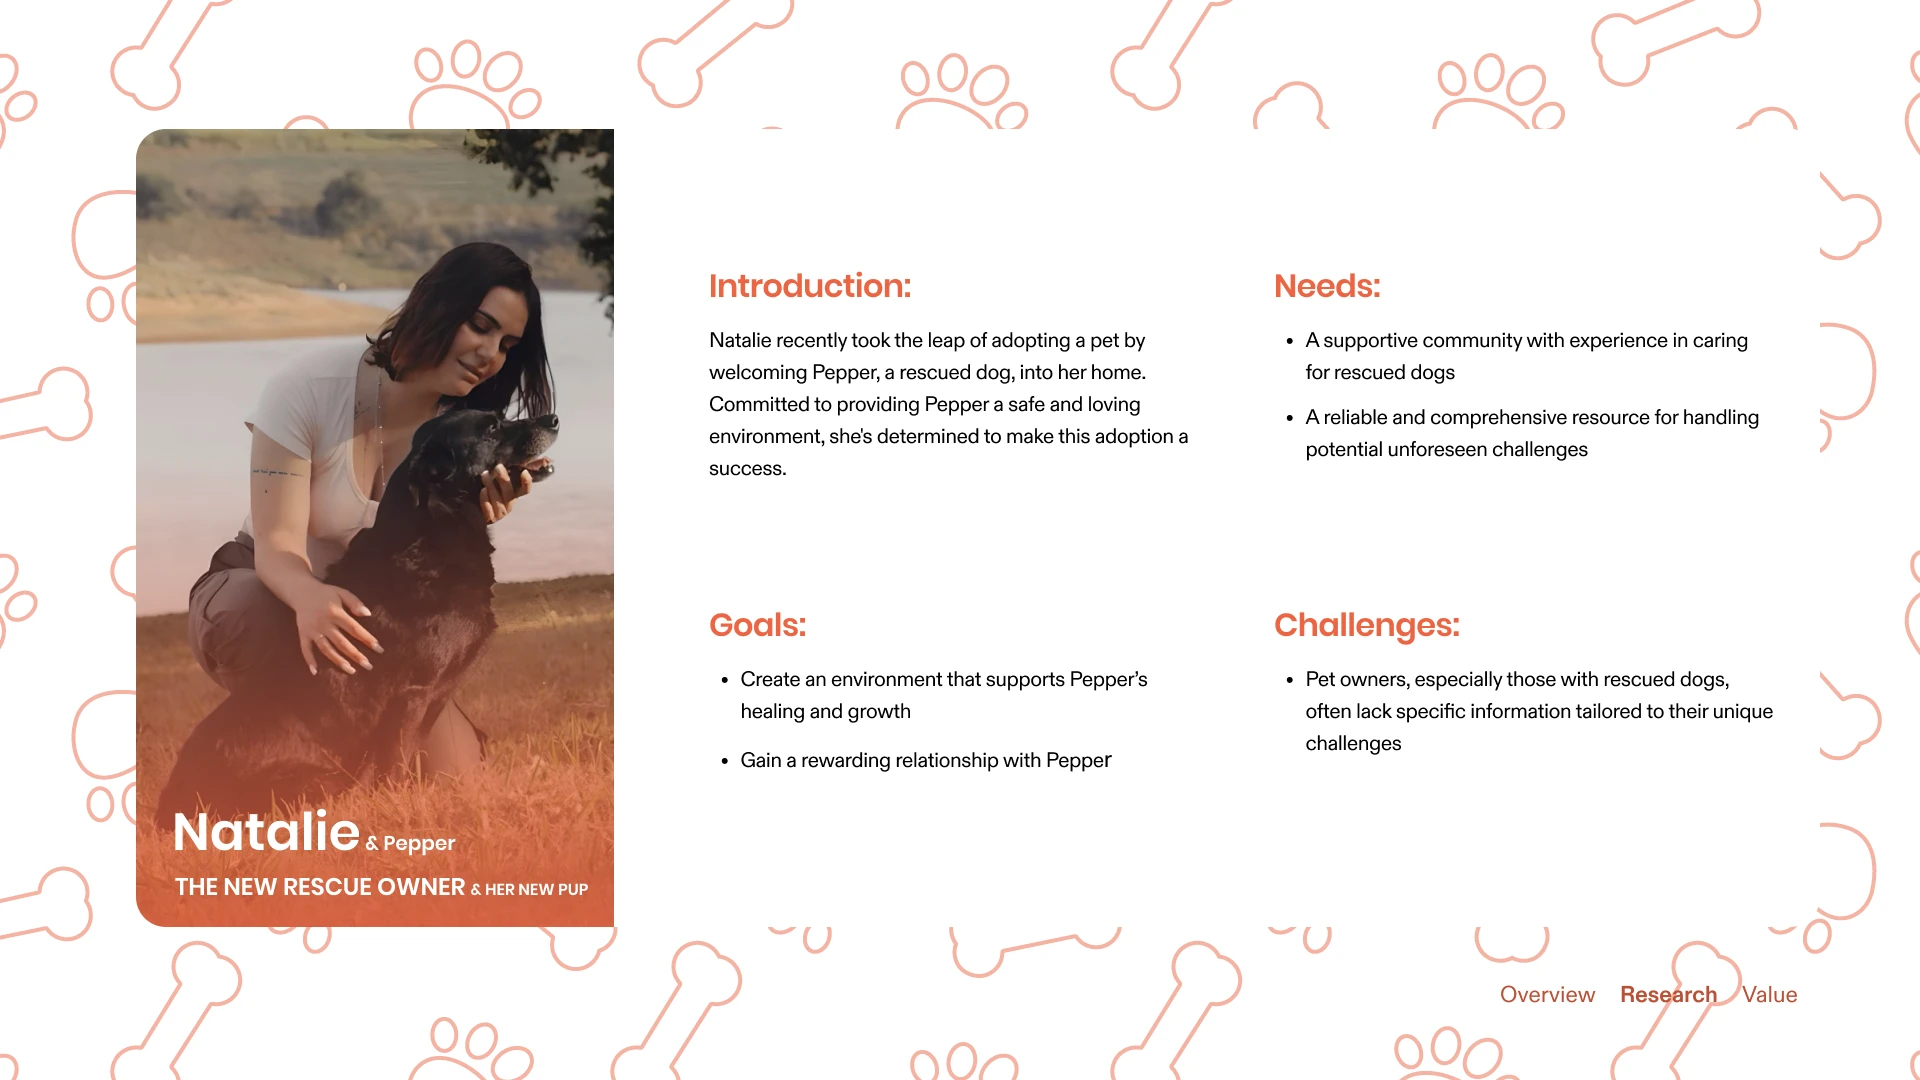 Natalie & Pepper
THE NEW RESCUE OWNER & HER NEW PUP
Introduction:
Natalie recently took the leap of adopting a pet by
welcoming Pepper, a rescued dog, into her home.
Committed to providing Pepper a safe and loving
environment, she's determined to make this adoption a
success.
Needs:
• A supportive community with experience in caring
for rescued dogs
• A reliable and comprehensive resource for handling
potential unforeseen challenges
Goals:
• Create an environment that supports Pepper’s
healing and growth
• Gain a rewarding relationship with Pepper
Challenges:
• Pet owners, especially those with rescued dogs,
often lack specific information tailored to their unique
challenges
Overview Research Value